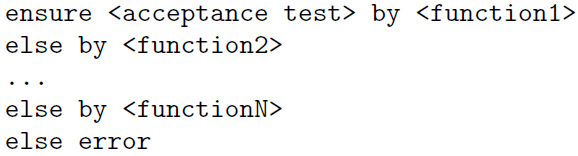 ensure <acceptance test> by <function1>
else by <function2>
...
else by <functionN>
else error